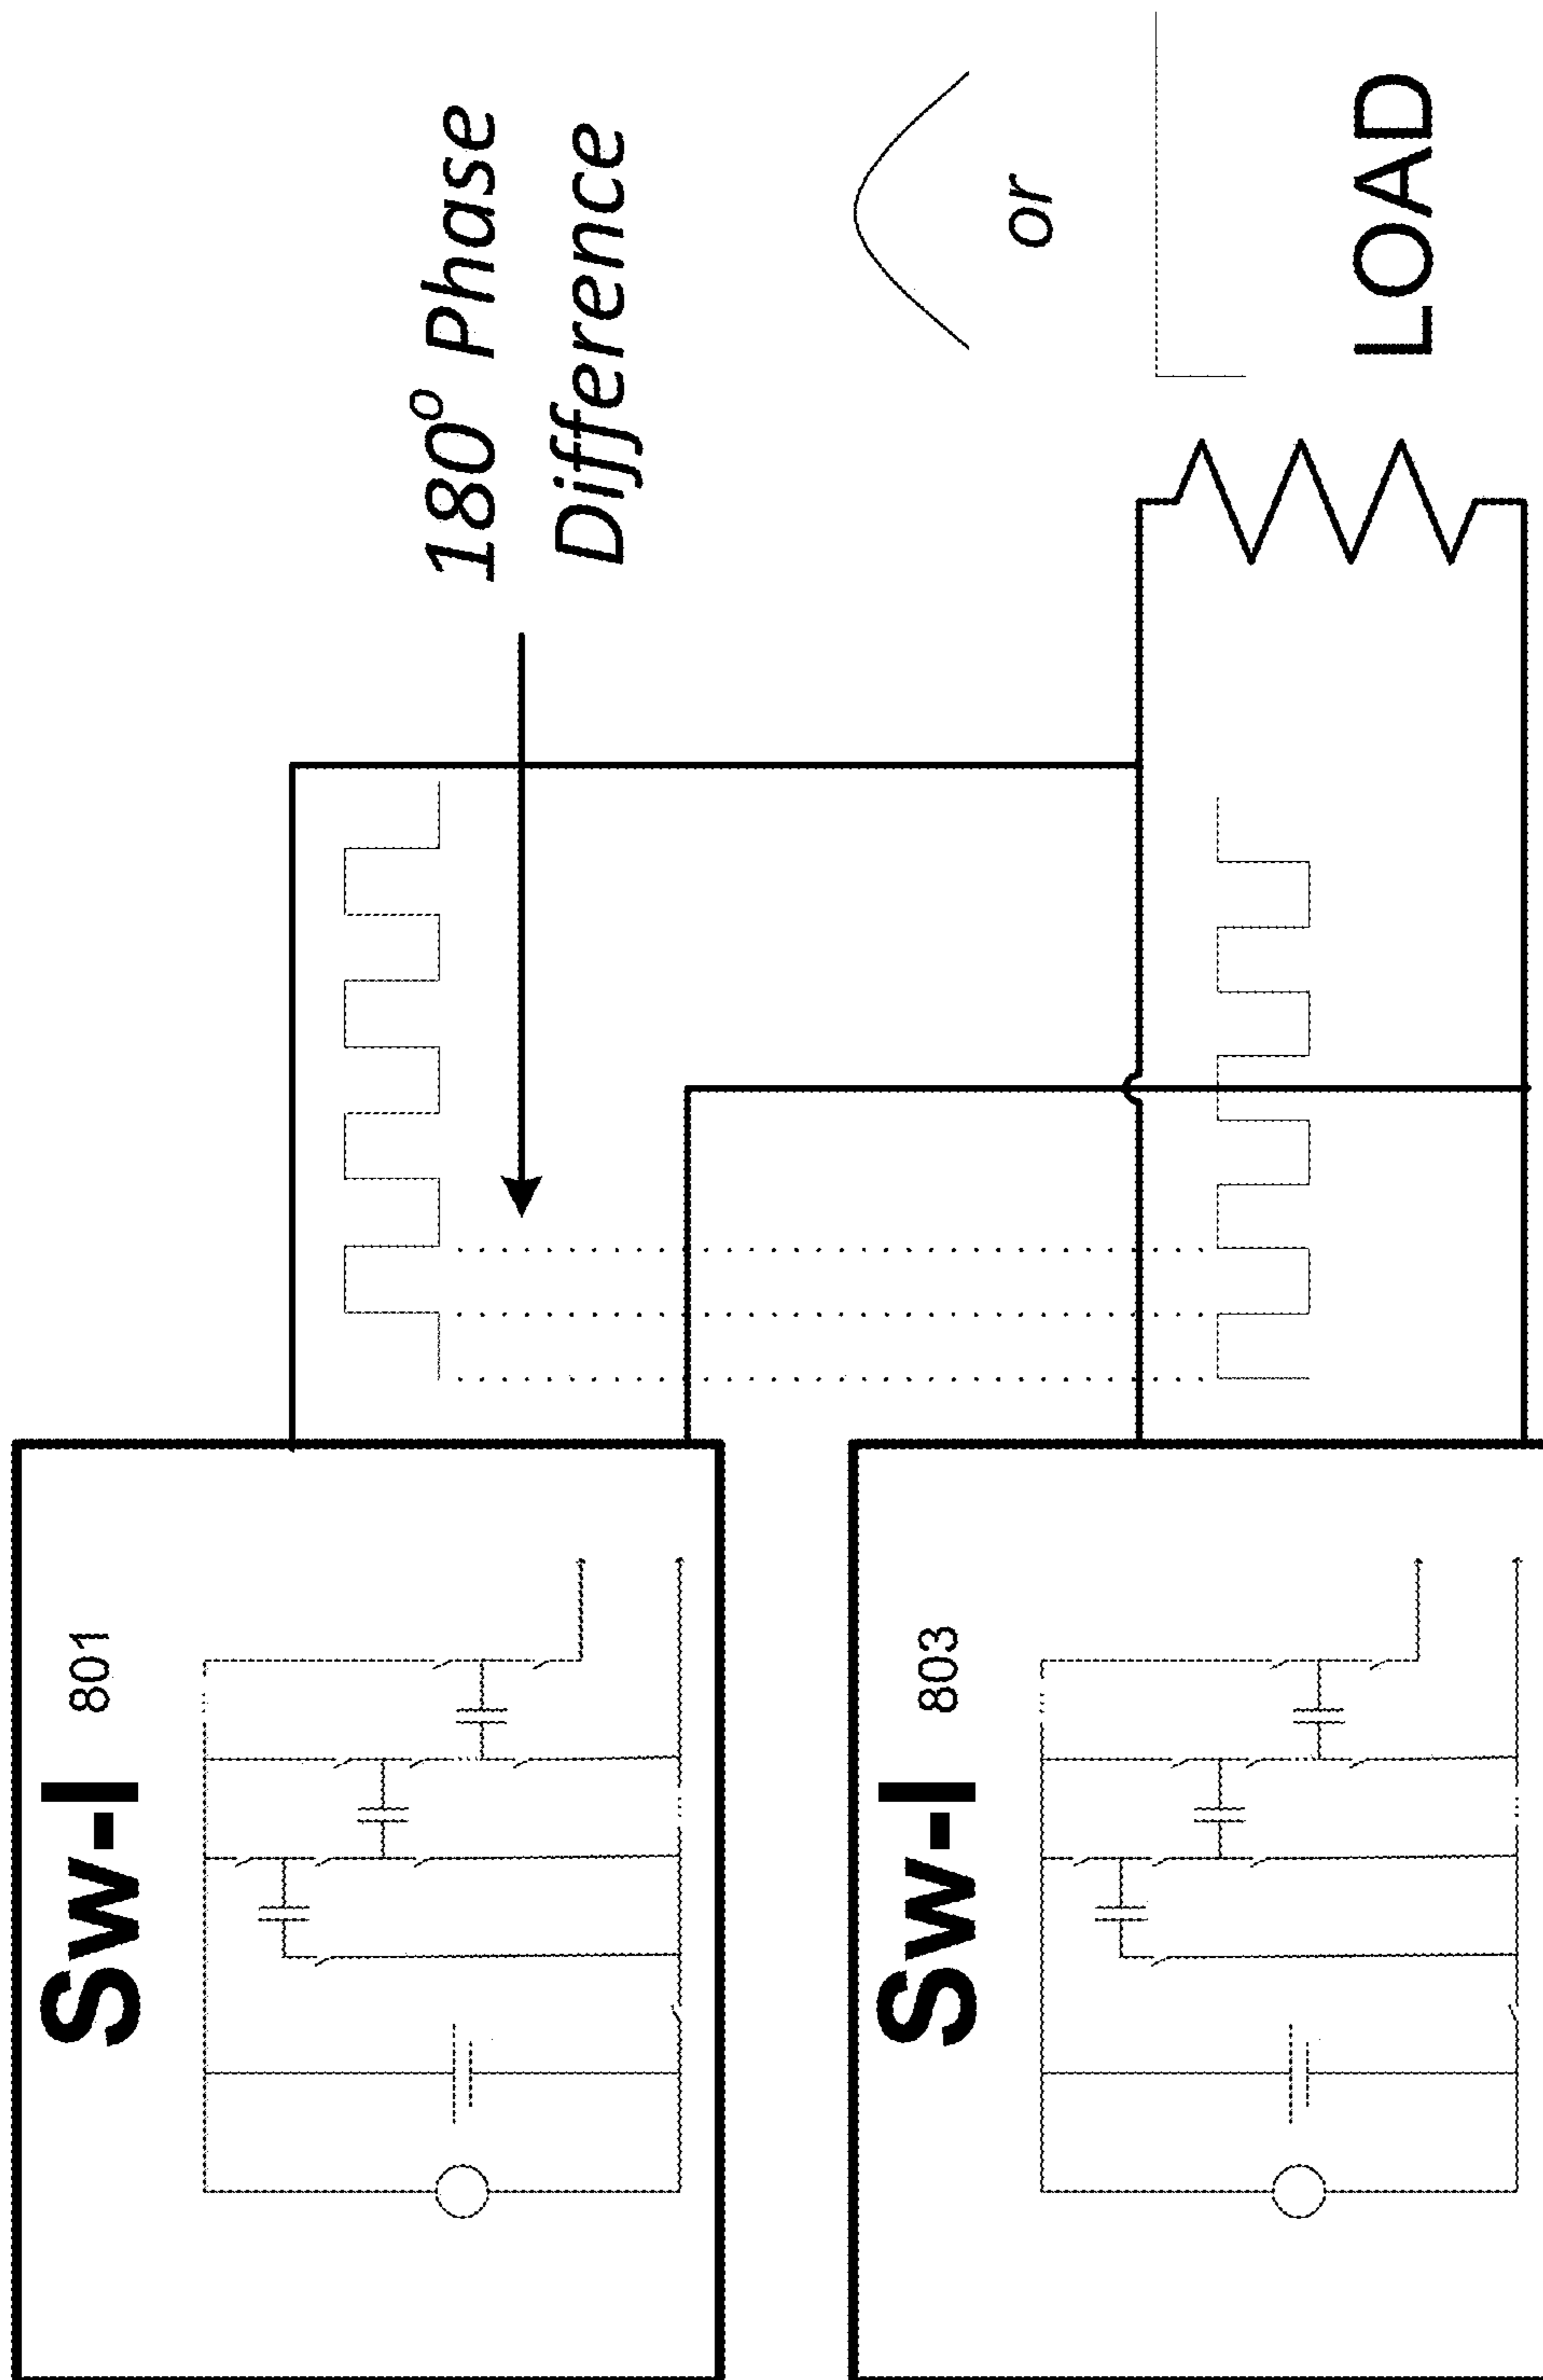 Sw-I 801
180° Phase
Difference
Sw-I 803
or
LOAD